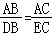 AB/DB = AC/EC